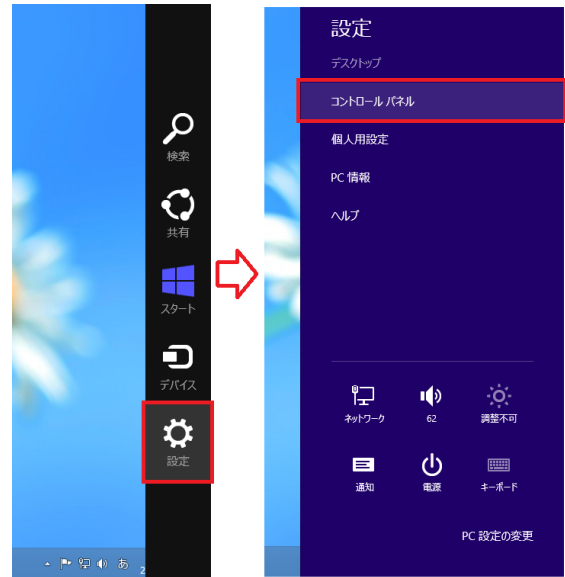 検索
共有
スタート
デバイス
設定
あ
2
設定
デスクトップ
コントロール パネル
個人用設定
PC 情報
ヘルプ
ネットワーク
62
調整不可
通知
電源
キーボード
PC 設定の変更